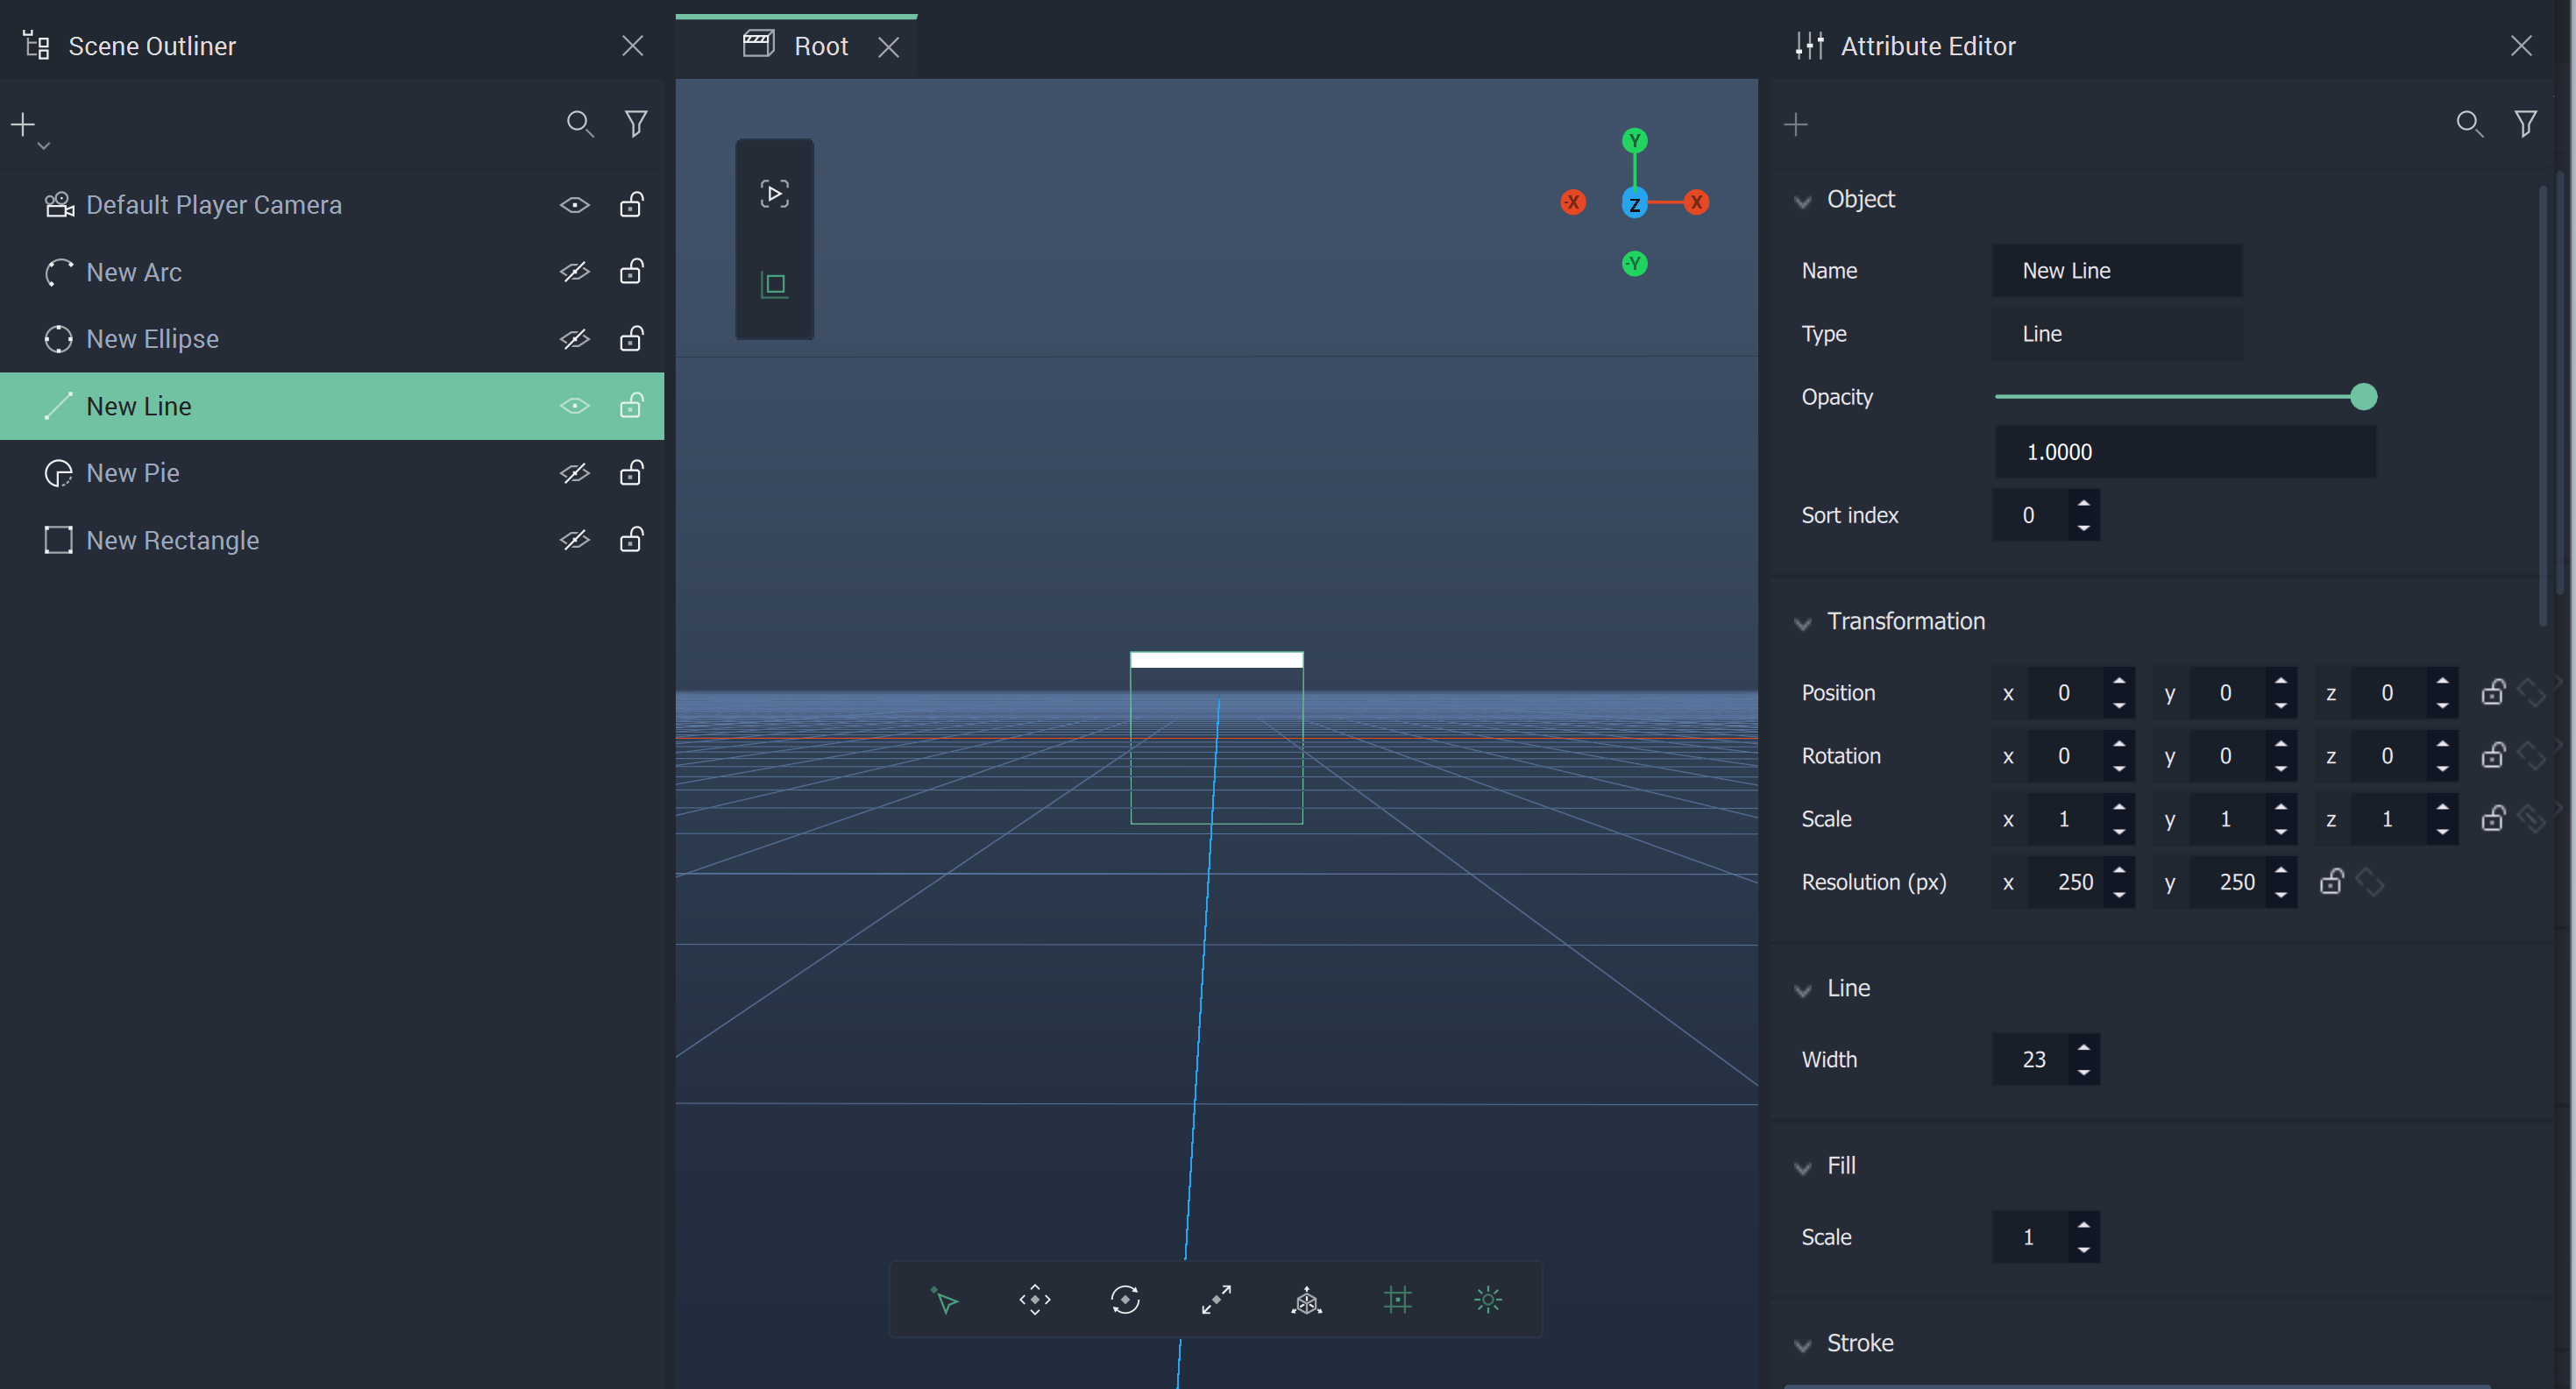 Scene Outliner
Default Player Camera
New Arc
New Ellipse
New Line
New Pie
New Rectangle
Root
Y
-X
Z
X
-Y
Attribute Editor
Object
Name New Line
Type Line
Opacity
1.0000
Sort index 0
Transformation
Position x 0 y 0 z 0
Rotation x 0 y 0 z 0
Scale x 1 y 1 z 1
Resolution (px) x 250 y 250
Line
Width 23
Fill
Scale 1
Stroke